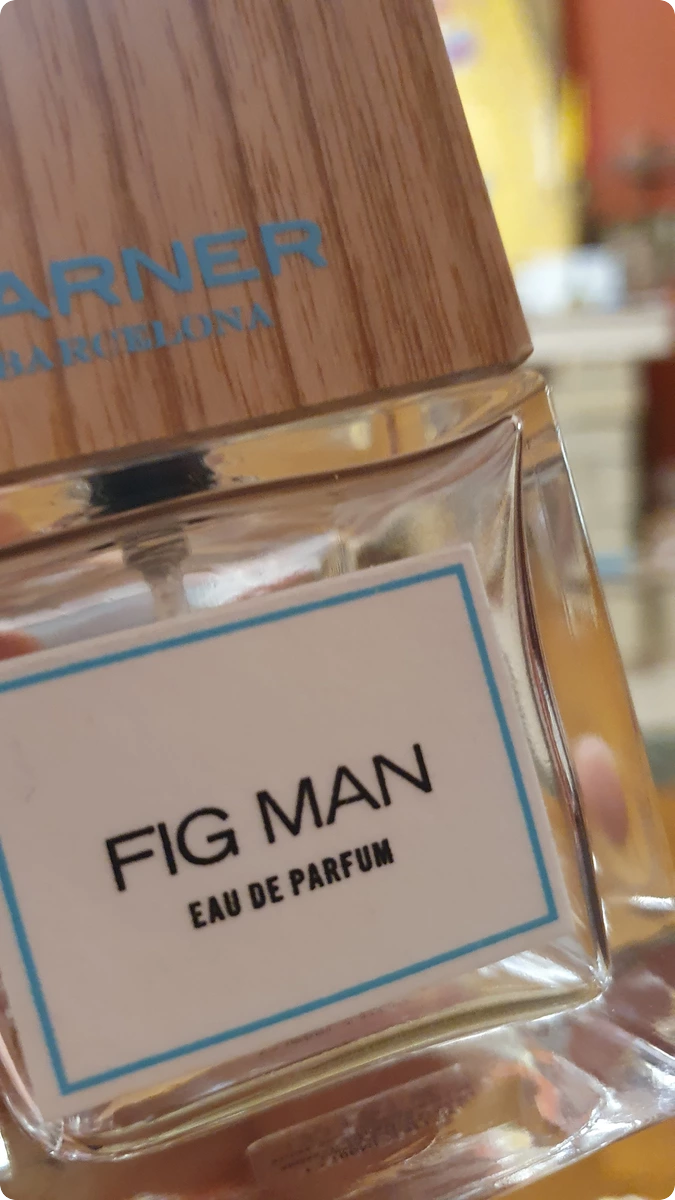 ARNER
BARCELONA
FIG MAN
EAU DE PARFUM